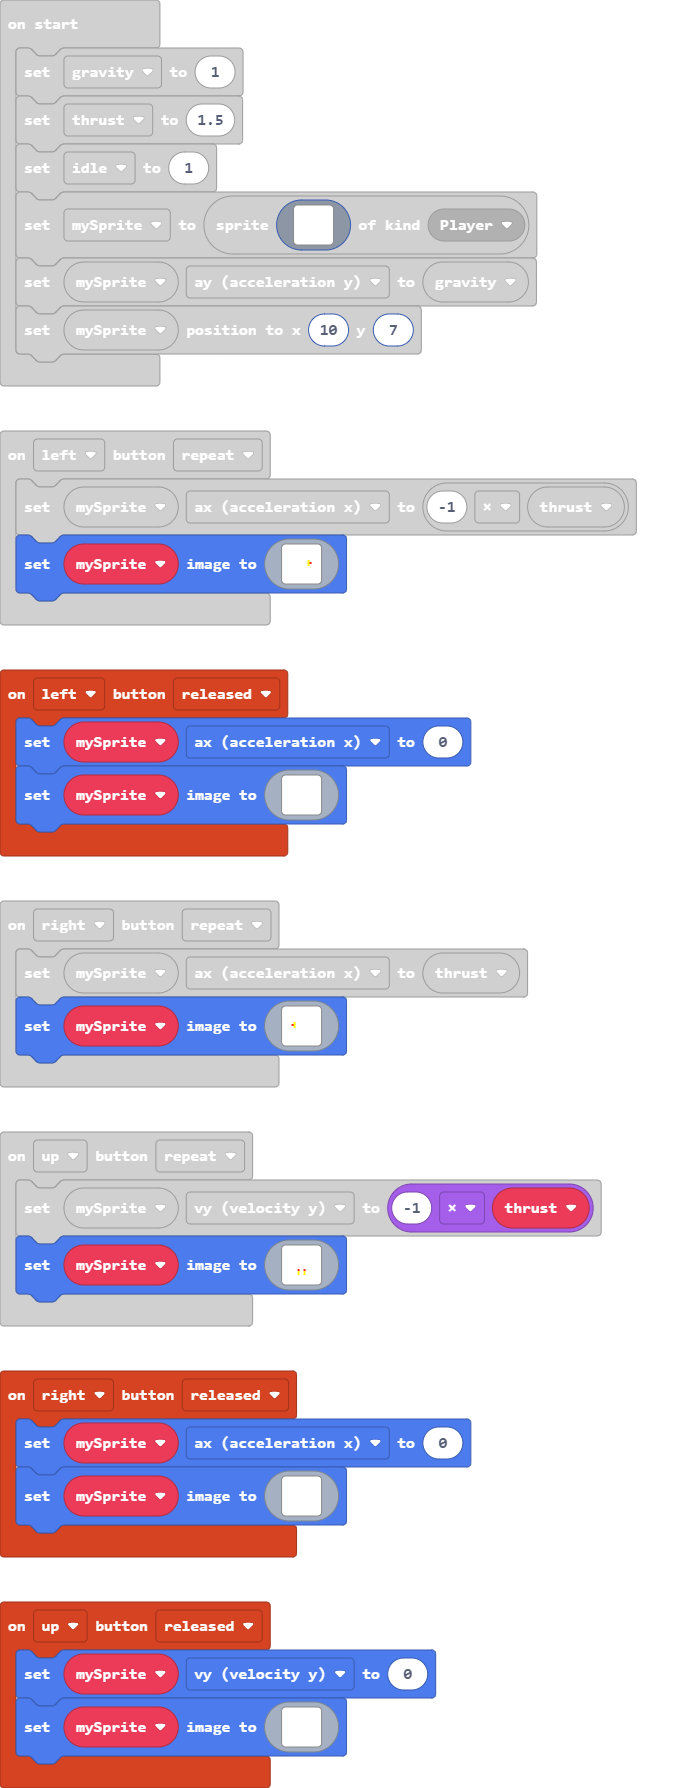 on start
set gravity to 1
set thrust to 1.5
set idle to 1
set mySprite to sprite of kind Player
set mySprite ay (acceleration y) to gravity
set mySprite position to x 10 y 7
on left button repeat
set mySprite ax (acceleration x) to -1 × thrust
set mySprite image to
on left button released
set mySprite ax (acceleration x) to 0
set mySprite image to
on right button repeat
set mySprite ax (acceleration x) to thrust
set mySprite image to
on up button repeat
set mySprite vy (velocity y) to -1 × thrust
set mySprite image to
on right button released
set mySprite ax (acceleration x) to 0
set mySprite image to
on up button released
set mySprite vy (velocity y) to 0
set mySprite image to